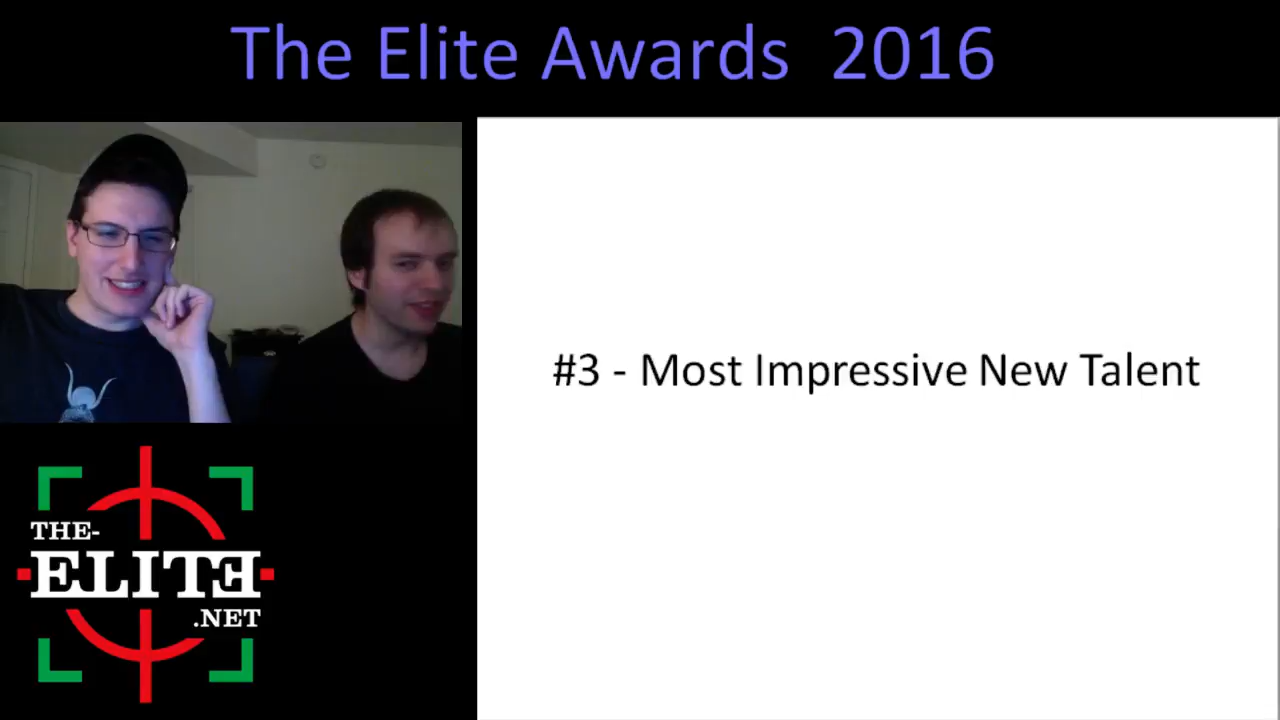 The Elite Awards 2016
#3 - Most Impressive New Talent
THE-
ELITE
.NET